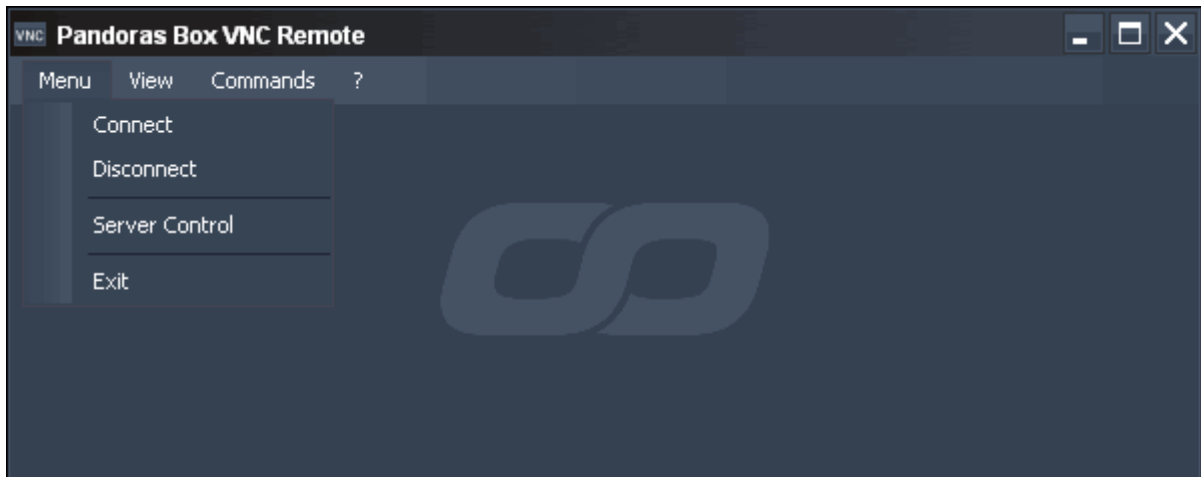 VNC Pandoras Box VNC Remote
Menu View Commands ?
Connect
Disconnect
Server Control
Exit